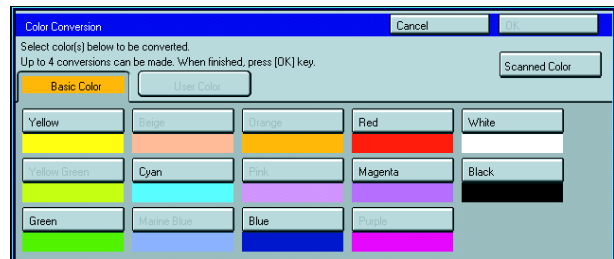 Color Conversion Cancel OK
Select color(s) below to be converted.
Up to 4 conversions can be made. When finished, press [OK] key.
Scanned Color
Basic Color User Color
Yellow Beige Orange Red White
Yellow Green Cyan Pink Magenta Black
Green Marine Blue Blue Purple